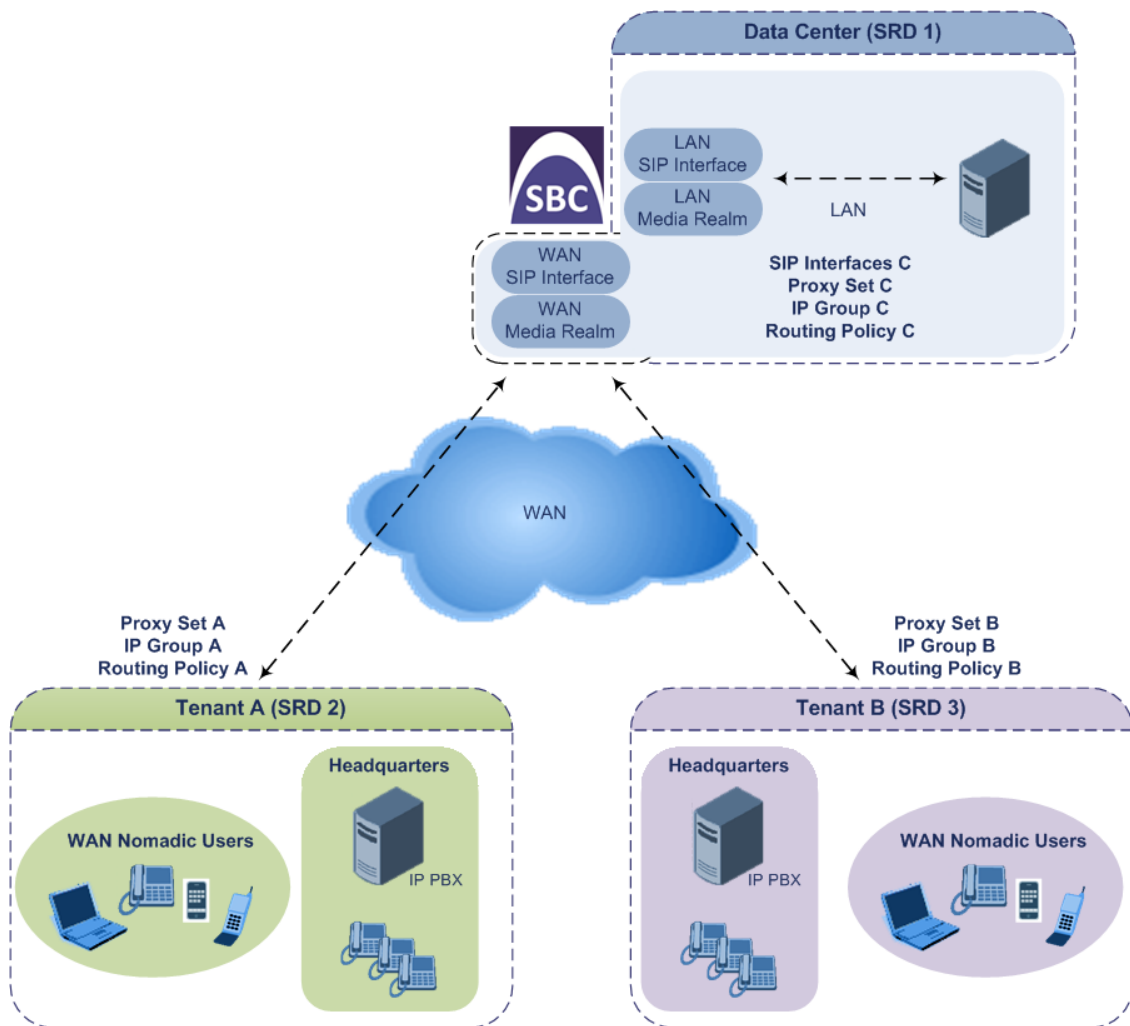 Data Center (SRD 1)
SBC
LAN
SIP Interface
LAN
Media Realm
LAN
WAN
SIP Interface
WAN
Media Realm
SIP Interfaces C
Proxy Set C
IP Group C
Routing Policy C
WAN
Proxy Set A
IP Group A
Routing Policy A
Proxy Set B
IP Group B
Routing Policy B
Tenant A (SRD 2)
WAN Nomadic Users
Headquarters
IP PBX
Tenant B (SRD 3)
Headquarters
IP PBX
WAN Nomadic Users